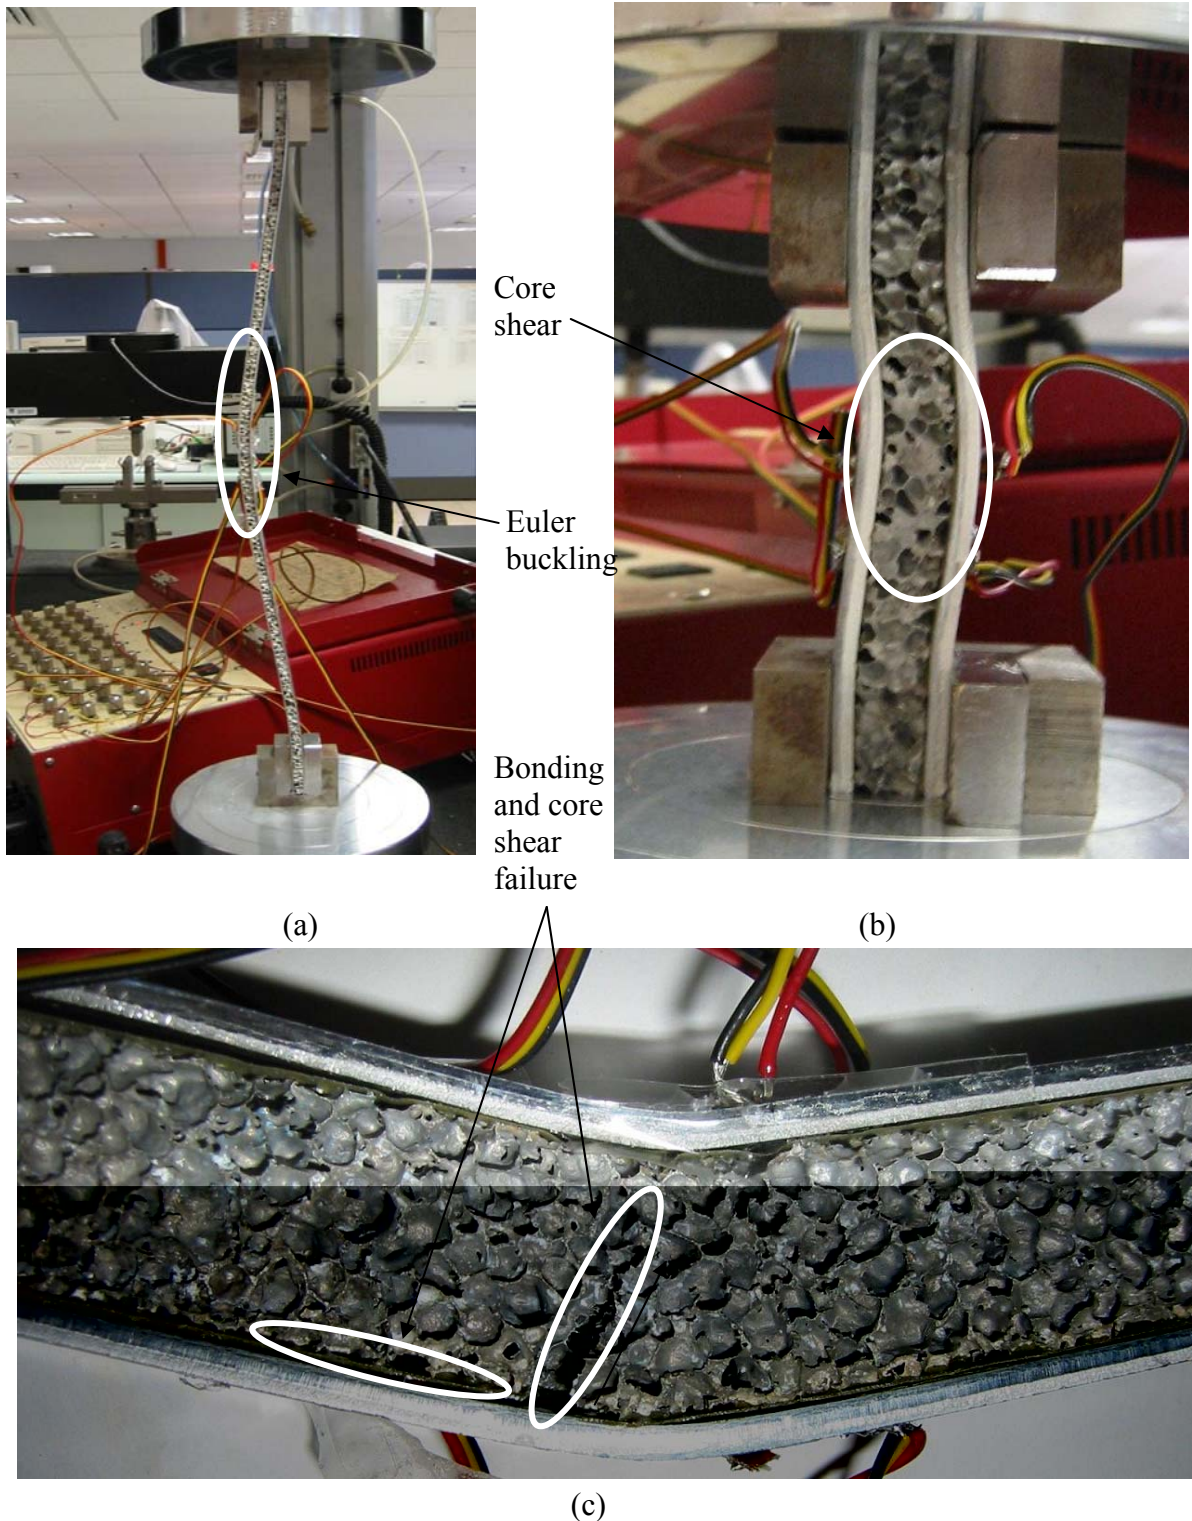 Core
shear
Euler
buckling
Bonding
and core
shear
failure
(a)
(b)
(c)